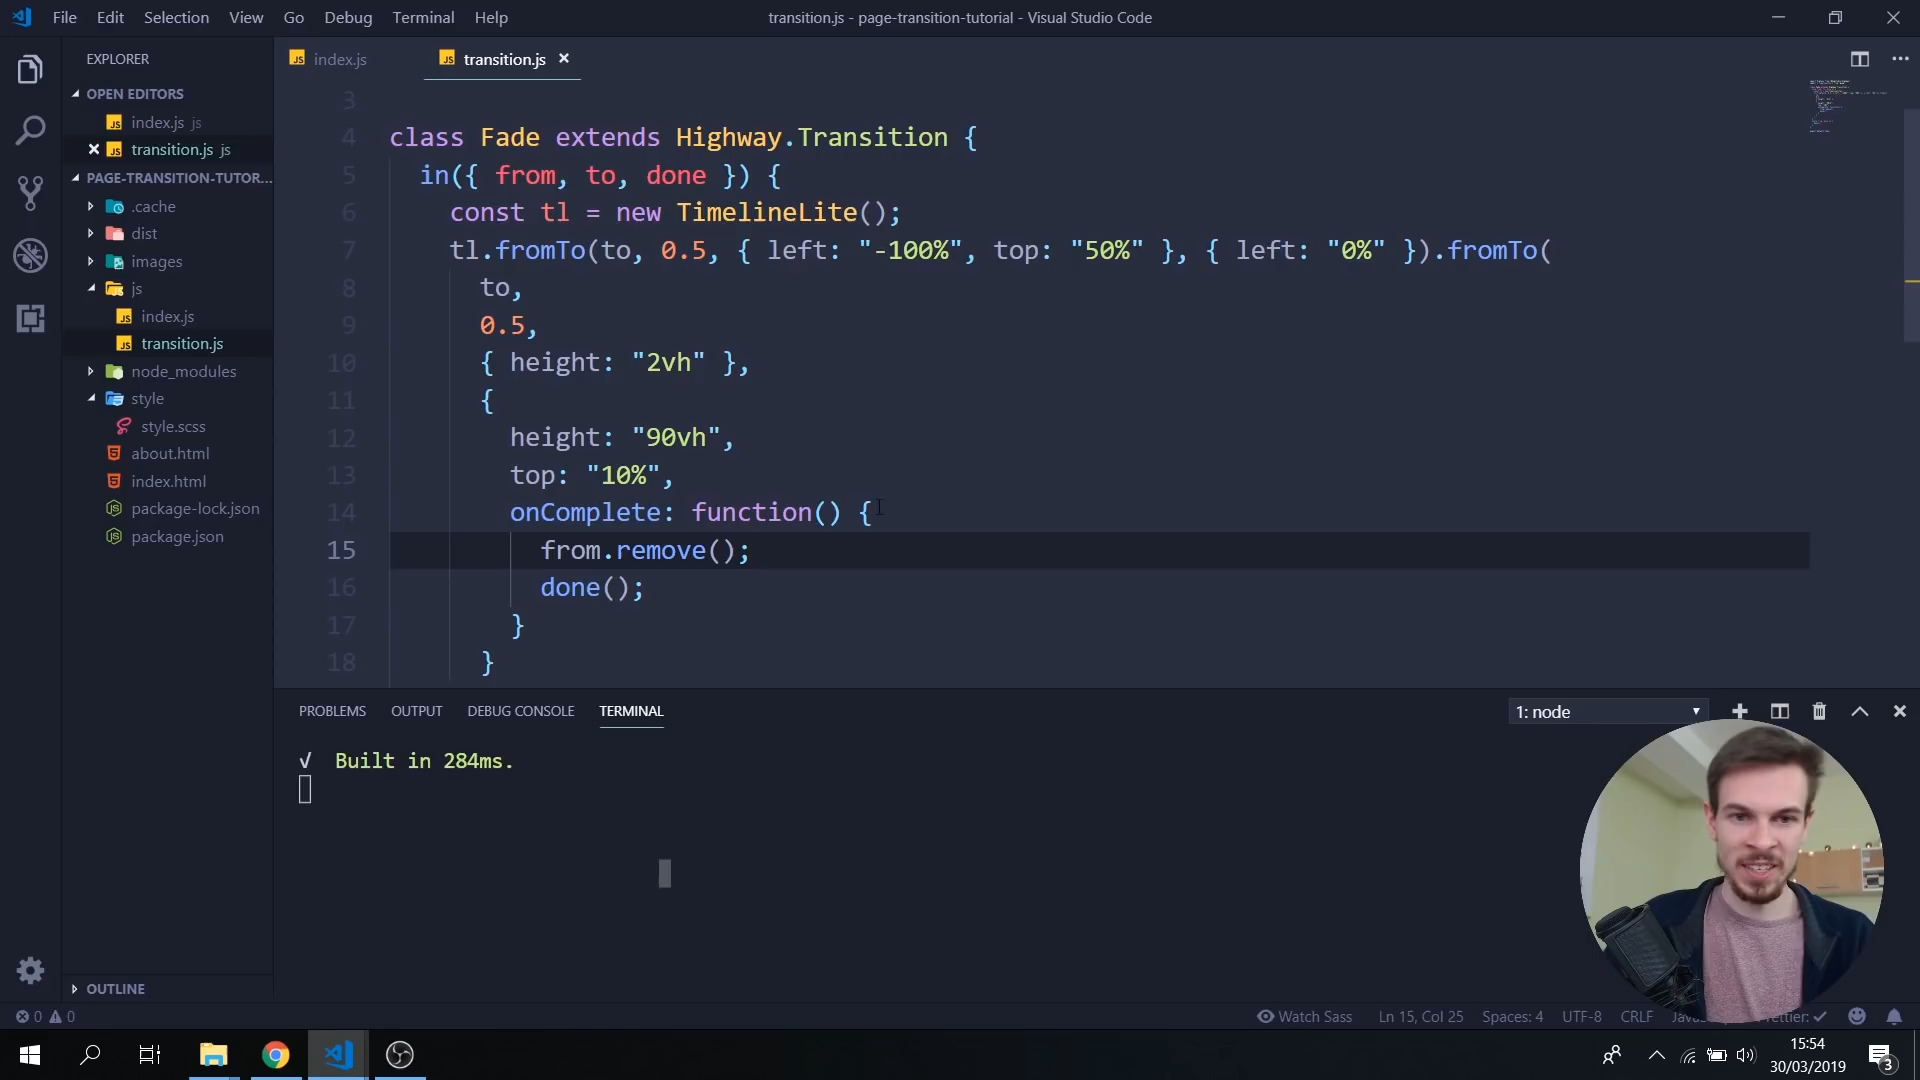 File Edit Selection View Go Debug Terminal Help
transition.js - page-transition-tutorial - Visual Studio Code
EXPLORER
OPEN EDITORS
index.js js
transition.js js
PAGE-TRANSITION-TUTOR...
.cache
dist
images
js
index.js
transition.js
node_modules
style
style.scss
about.html
index.html
package-lock.json
package.json
OUTLINE
index.js
transition.js
3
4 class Fade extends Highway.Transition {
5 in({ from, to, done }) {
6 const tl = new TimelineLite();
7 tl.fromTo(to, 0.5, { left: "-100%", top: "50%" }, { left: "0%" }).fromTo(
8 to,
9 0.5,
10 { height: "2vh" },
11 {
12 height: "90vh",
13 top: "10%",
14 onComplete: function() {
15 from.remove();
16 done();
17 }
18 }
PROBLEMS OUTPUT DEBUG CONSOLE TERMINAL
1: node
√ Built in 284ms.
0 0
Watch Sass Ln 15, Col 25 Spaces: 4 UTF-8 CRLF
15:54
30/03/2019
3